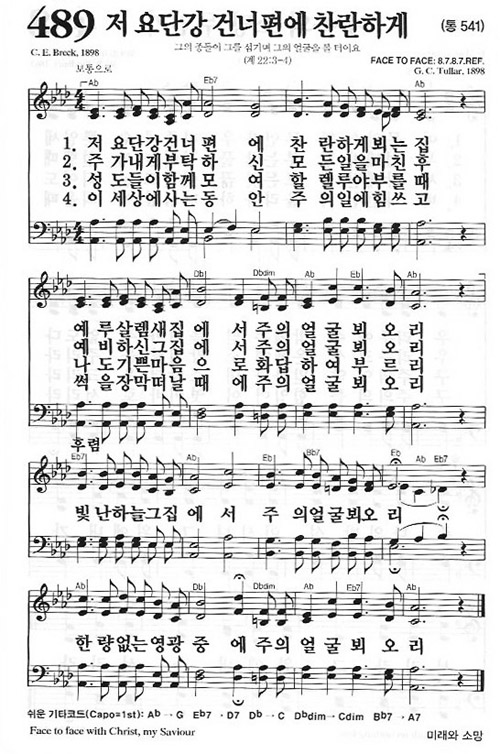 489 저 요단강 건너편에 찬란하게 (통 541)
그의 종들이 그를 섬기며 그의 얼굴을 볼 터이요
(계 22:3-4)
C. E. Breck, 1898
FACE TO FACE: 8.7.8.7.REF.
G. C. Tullar, 1898
보통으로
Ab Eb7 Ab
1. 저 요단강건너 편 에 찬 란하게뵈는 집
2. 주 가내게부탁 하 신 모 든일을마친 후
3. 성 도들이함께 모 여 할 렐루야부를 때
4. 이 세상에사는 동 안 주 의일에힘쓰 고
Db Dbdim Ab Eb7 Ab
예 루살렘새집 에 서 주의 얼 굴 뵈 오 리
예 비하신그집 에 서 주의 얼 굴 뵈 오 리
나 도기쁜마음 으 로 화답 하 여 부 르 리
썩 을장막떠날 때 에 주의 얼 굴 뵈 오 리
후렴
Eb7 Ab Eb Bb7 Eb Ab Eb7
빛 난하늘그집 에 서 주 의얼굴뵈오 리
Ab Db Dbdim Ab Eb7 Ab
한 량없는영광 중 에 주의 얼 굴 뵈 오 리
쉬운 기타코드(Capo=1st): Ab → G Eb7 → D7 Db → C Dbdim → Cdim Bb7 → A7
Face to face with Christ, my Saviour
미래와 소망